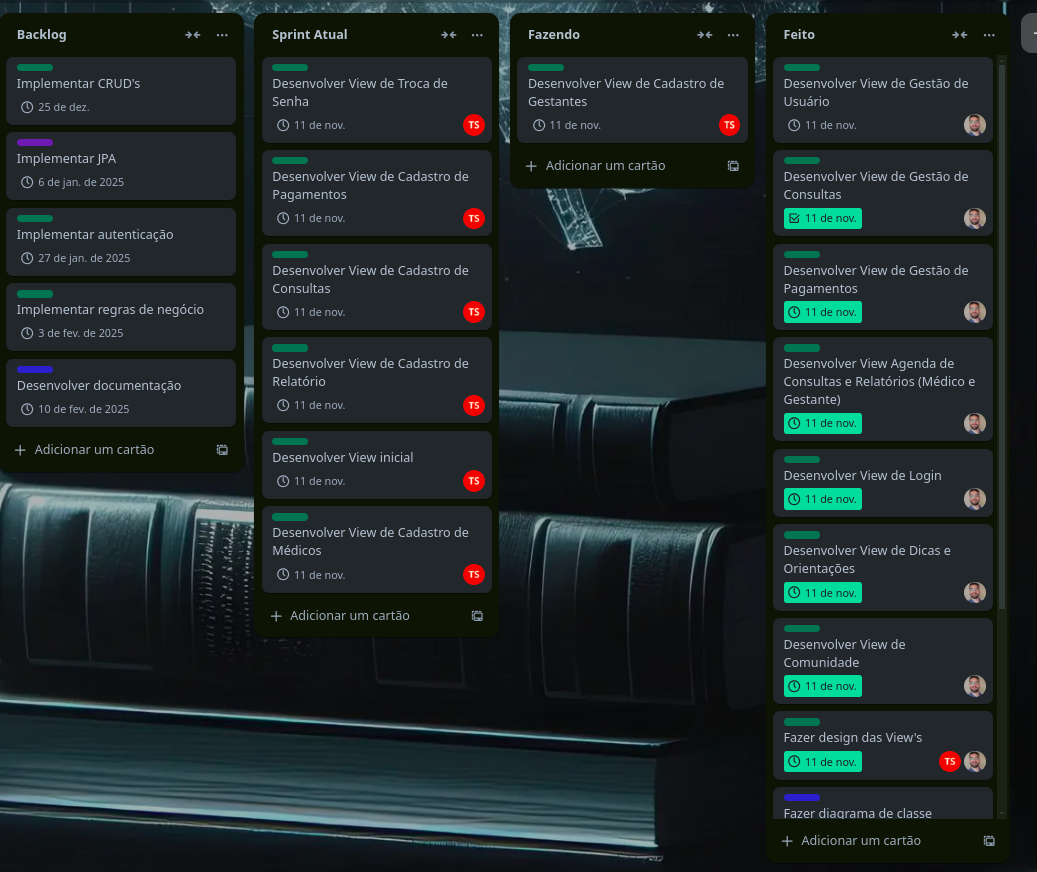 Backlog
Implementar CRUD's
25 de dez.
Implementar JPA
6 de jan. de 2025
Implementar autenticação
27 de jan. de 2025
Implementar regras de negócio
3 de fev. de 2025
Desenvolver documentação
10 de fev. de 2025
Adicionar um cartão
Sprint Atual
Desenvolver View de Troca de
Senha
11 de nov.
TS
Desenvolver View de Cadastro de
Pagamentos
11 de nov.
TS
Desenvolver View de Cadastro de
Consultas
11 de nov.
TS
Desenvolver View de Cadastro de
Relatório
11 de nov.
TS
Desenvolver View inicial
11 de nov.
TS
Desenvolver View de Cadastro de
Médicos
11 de nov.
TS
Adicionar um cartão
Fazendo
Desenvolver View de Cadastro de
Gestantes
11 de nov.
TS
Adicionar um cartão
Feito
Desenvolver View de Gestão de
Usuário
11 de nov.
Desenvolver View de Gestão de
Consultas
11 de nov.
Desenvolver View de Gestão de
Pagamentos
11 de nov.
Desenvolver View Agenda de
Consultas e Relatórios (Médico e
Gestante)
11 de nov.
Desenvolver View de Login
11 de nov.
Desenvolver View de Dicas e
Orientações
11 de nov.
Desenvolver View de
Comunidade
11 de nov.
Fazer design das View's
11 de nov.
TS
Fazer diagrama de classe
Adicionar um cartão